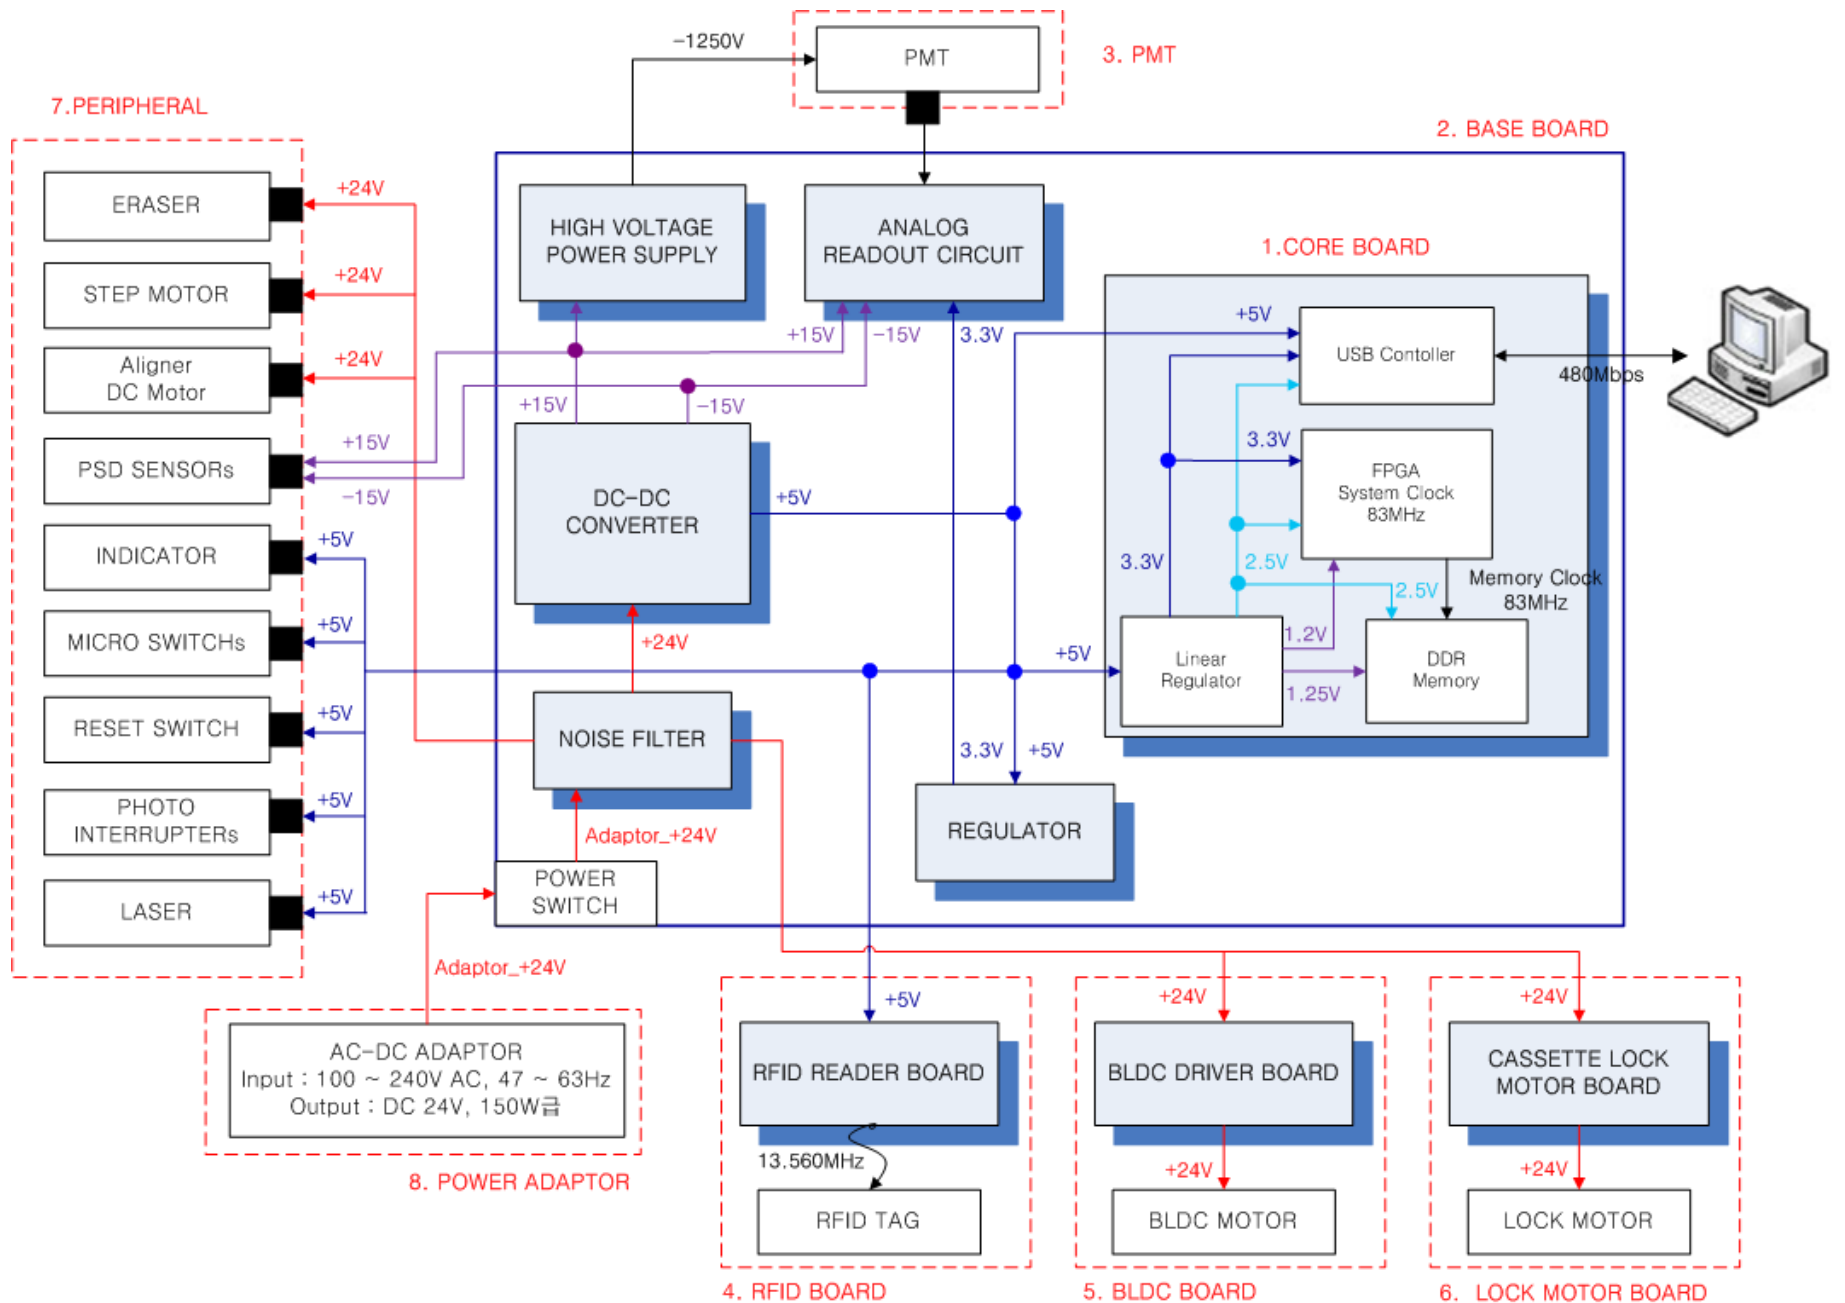 -1250V
PMT
3. PMT
7.PERIPHERAL
2. BASE BOARD
ERASER
+24V
STEP MOTOR
+24V
Aligner
DC Motor
+24V
PSD SENSORs
+15V
-15V
INDICATOR
+5V
MICRO SWITCHs
+5V
RESET SWITCH
+5V
PHOTO
INTERRUPTERs
+5V
LASER
+5V
HIGH VOLTAGE
POWER SUPPLY
ANALOG
READOUT CIRCUIT
+15V
-15V
3.3V
+15V
-15V
DC-DC
CONVERTER
+5V
+24V
NOISE FILTER
Adaptor_+24V
POWER
SWITCH
3.3V
+5V
REGULATOR
1.CORE BOARD
+5V
USB Contoller
480Mbos
3.3V
FPGA
System Clock
83MHz
3.3V
2.5V
2.5V
Memory Clock
83MHz
+5V
Linear
Regulator
1.2V
1.25V
DDR
Memory
Adaptor_+24V
AC-DC ADAPTOR
Input : 100 ~ 240V AC, 47 ~ 63Hz
Output : DC 24V, 150W급
8. POWER ADAPTOR
+5V
RFID READER BOARD
13.560MHz
RFID TAG
4. RFID BOARD
+24V
BLDC DRIVER BOARD
+24V
BLDC MOTOR
5. BLDC BOARD
+24V
CASSETTE LOCK
MOTOR BOARD
+24V
LOCK MOTOR
6. LOCK MOTOR BOARD